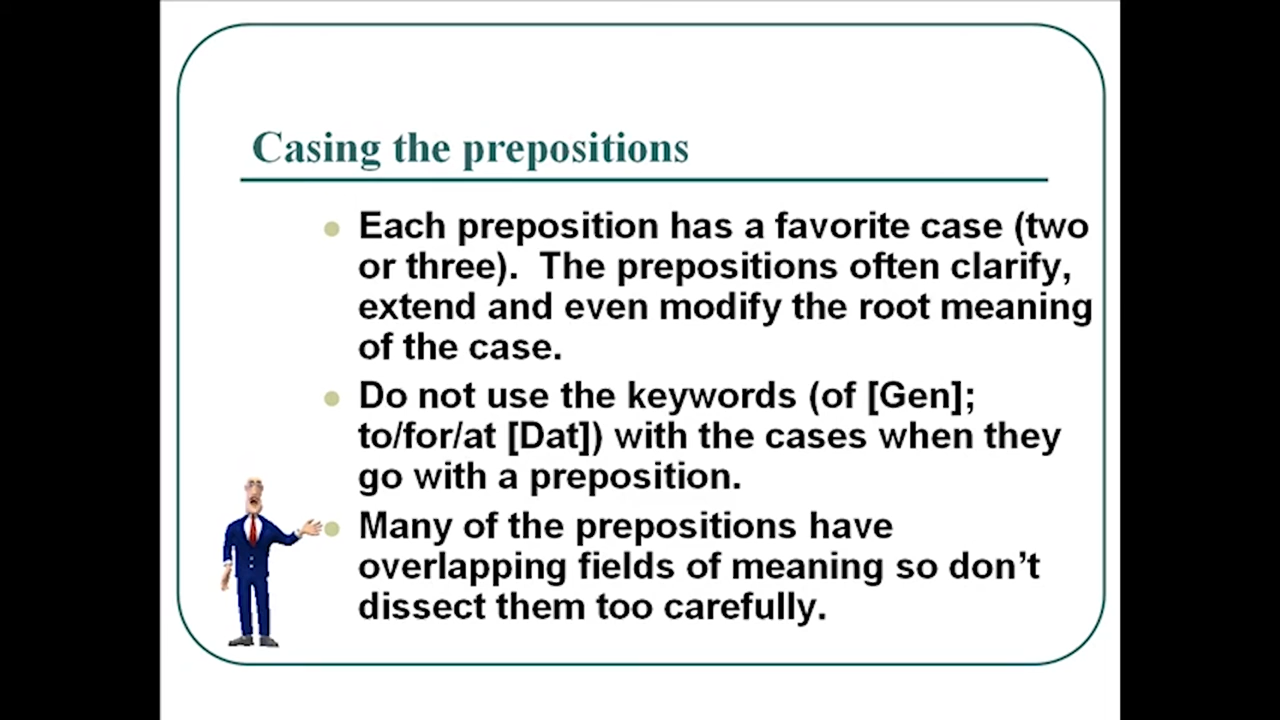 Casing the prepositions
Each preposition has a favorite case (two
or three).  The prepositions often clarify,
extend and even modify the root meaning
of the case.
Do not use the keywords (of [Gen];
to/for/at [Dat]) with the cases when they
go with a preposition.
Many of the prepositions have
overlapping fields of meaning so don’t
dissect them too carefully.